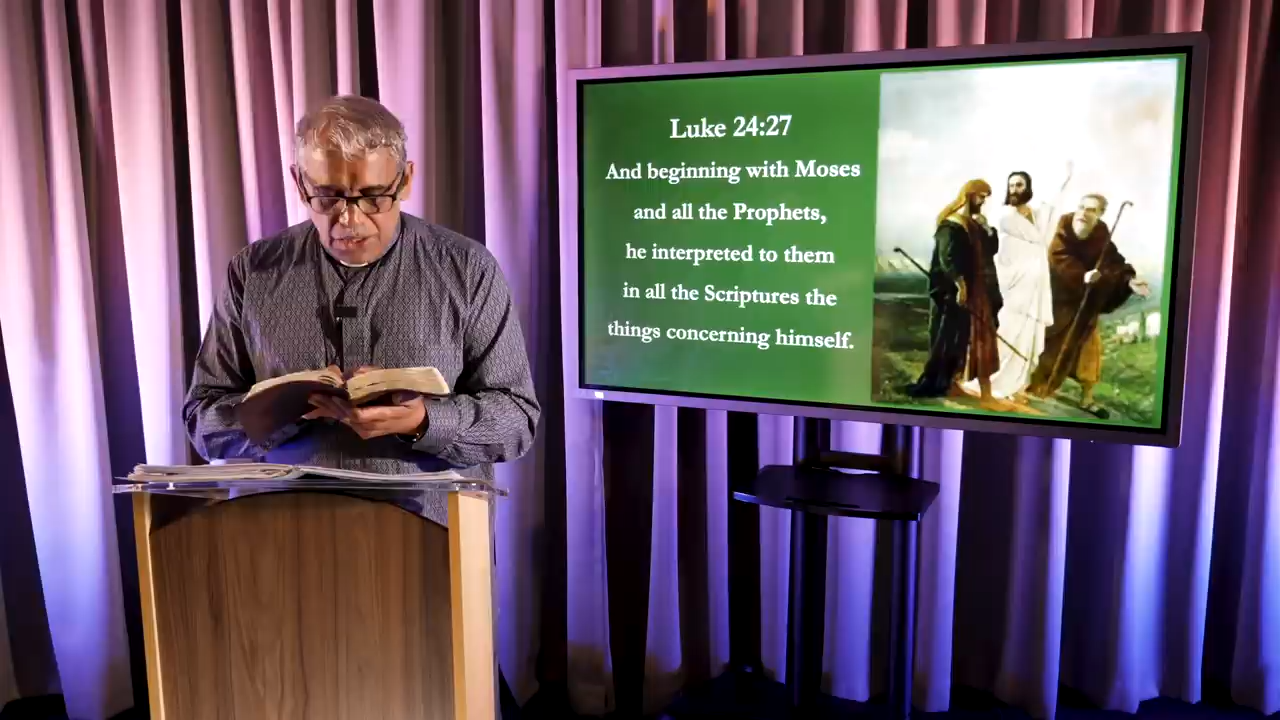 Luke 24:27
And beginning with Moses
and all the Prophets,
he interpreted to them
in all the Scriptures the
things concerning himself.